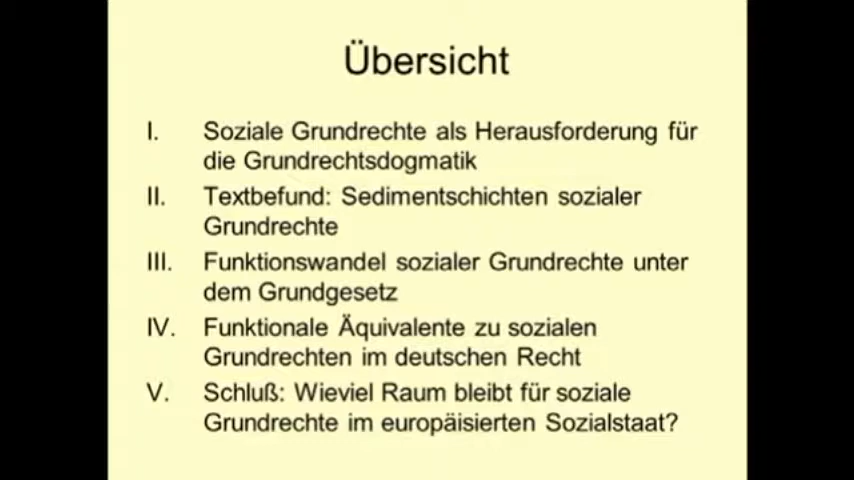 Übersicht
I. Soziale Grundrechte als Herausforderung für
die Grundrechtsdogmatik
II. Textbefund: Sedimentschichten sozialer
Grundrechte
III. Funktionswandel sozialer Grundrechte unter
dem Grundgesetz
IV. Funktionale Äquivalente zu sozialen
Grundrechten im deutschen Recht
V. Schluß: Wieviel Raum bleibt für soziale
Grundrechte im europäisierten Sozialstaat?